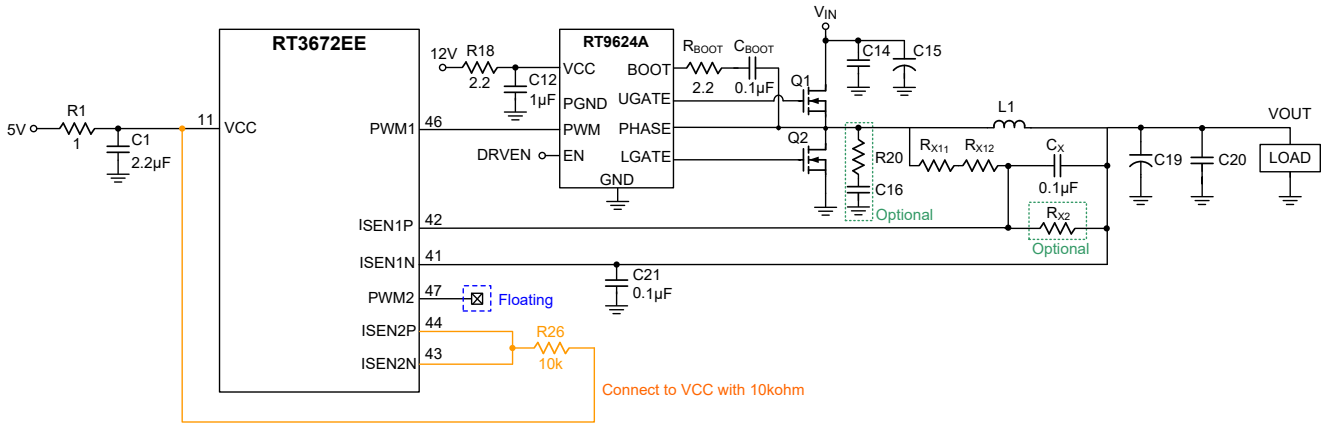 RT3672EE
5V
R1
1
C1
2.2µF
11
VCC
PWM1
46
ISEN1P
42
ISEN1N
41
PWM2
47
ISEN2P
44
ISEN2N
43
Floating
R26
10k
Connect to VCC with 10kohm
12V
R18
2.2
C12
1µF
DRVEN
RT9624A
VCC
PGND
PWM
EN
GND
BOOT
UGATE
PHASE
LGATE
RBOOT
2.2
CBOOT
0.1µF
VIN
Q1
Q2
C14
C15
R20
C16
Optional
L1
RX11
RX12
CX
0.1µF
RX2
Optional
C21
0.1µF
C19
C20
VOUT
LOAD